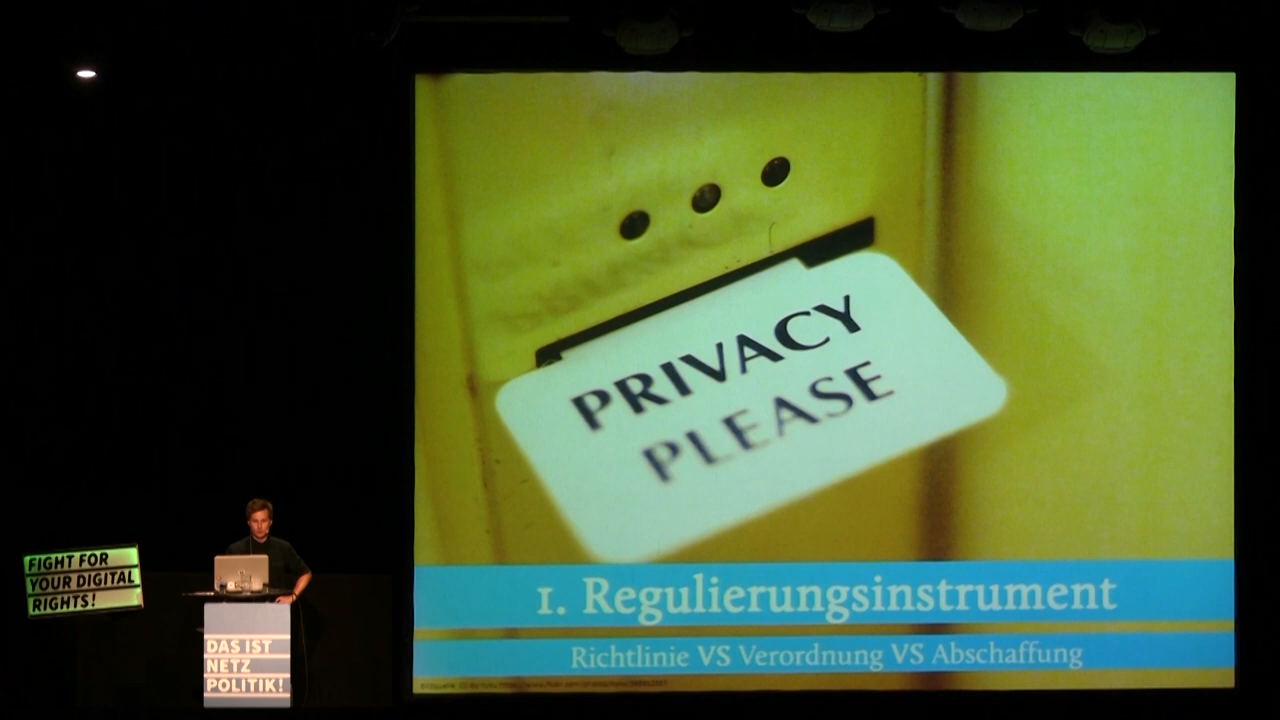 PRIVACY
PLEASE
1. Regulierungsinstrument
Richtlinie VS Verordnung VS Abschaffung
FIGHT FOR
YOUR DIGITAL
RIGHTS!
DAS IST
NETZ
POLITIK!